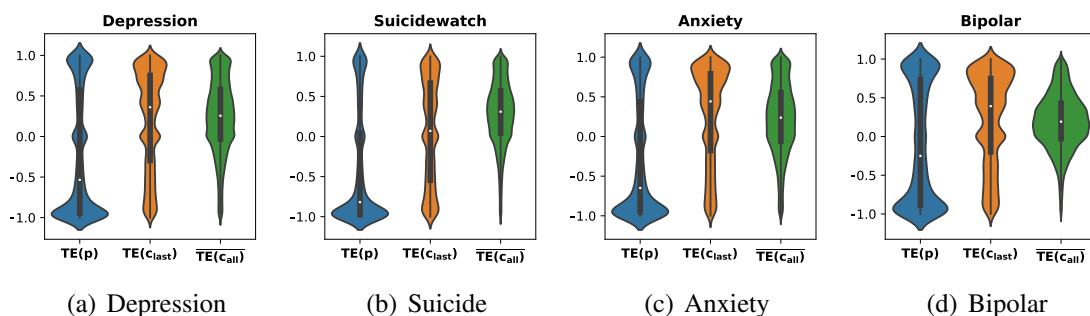 Depression
1.0
0.5
0.0
−0.5
−1.0
TE(p) TE(c_last) TE(c_all)
(a) Depression
Suicidewatch
1.0
0.5
0.0
−0.5
−1.0
TE(p) TE(c_last) TE(c_all)
(b) Suicide
Anxiety
1.0
0.5
0.0
−0.5
−1.0
TE(p) TE(c_last) TE(c_all)
(c) Anxiety
Bipolar
1.0
0.5
0.0
−0.5
−1.0
TE(p) TE(c_last) TE(c_all)
(d) Bipolar